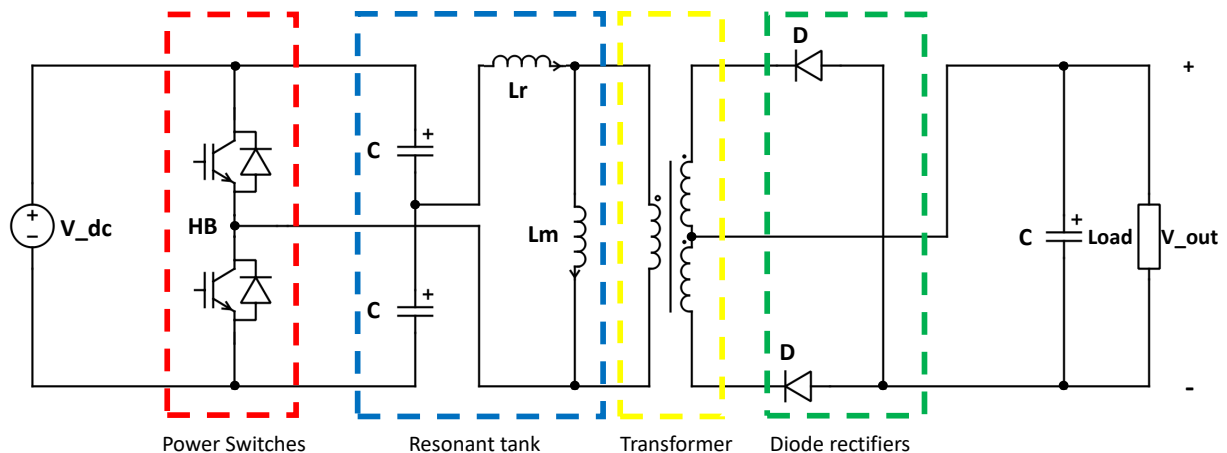 D
Lr
+
+
C
V_dc
HB
Lm
+
C
Load
V_out
+
-
+
C
D
-
Power Switches
Resonant tank
Transformer
Diode rectifiers